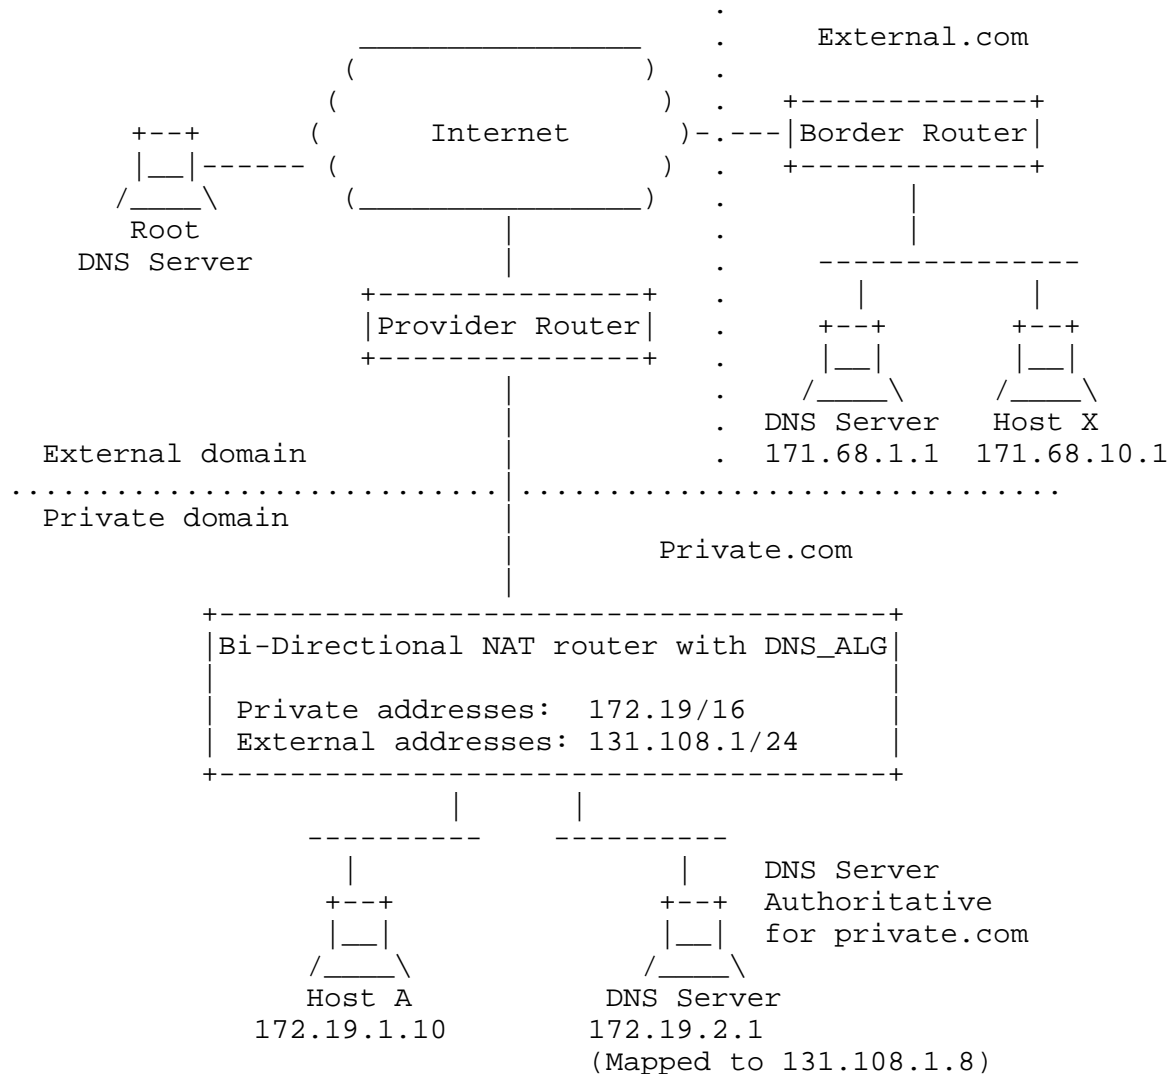 External.com
Internet
Border Router
Root
DNS Server
Provider Router
DNS Server Host X
External domain 171.68.1.1 171.68.10.1
Private domain
Private.com
Bi-Directional NAT router with DNS_ALG
Private addresses: 172.19/16
External addresses: 131.108.1/24
DNS Server
Authoritative
for private.com
Host A DNS Server
172.19.1.10 172.19.2.1
(Mapped to 131.108.1.8)